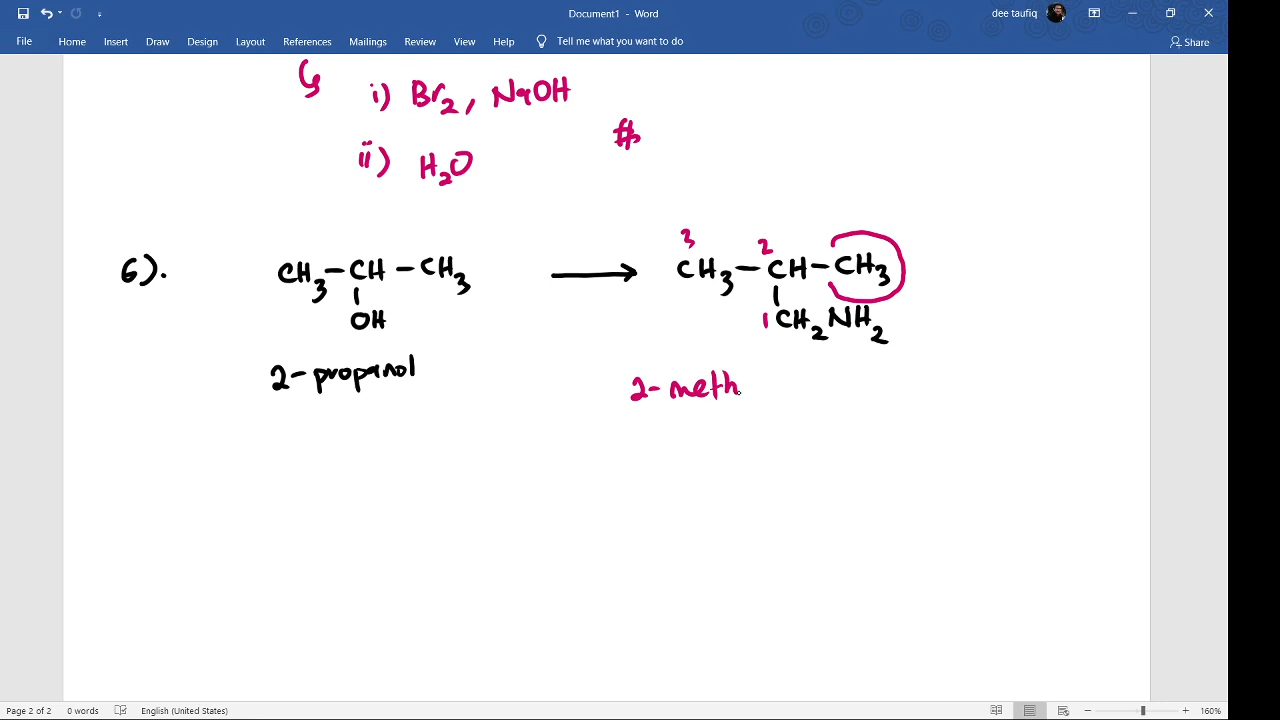 Document1 - Word
dee taufiq
File Home Insert Draw Design Layout References Mailings Review View Help Tell me what you want to do Share
i) Br2, NaOH
ii) H2O
3 2
6). CH3-CH-CH3 → CH3-CH-CH3
OH 1 CH2NH2
2-propanol 2-meth
Page 2 of 2 0 words English (United States) 160%